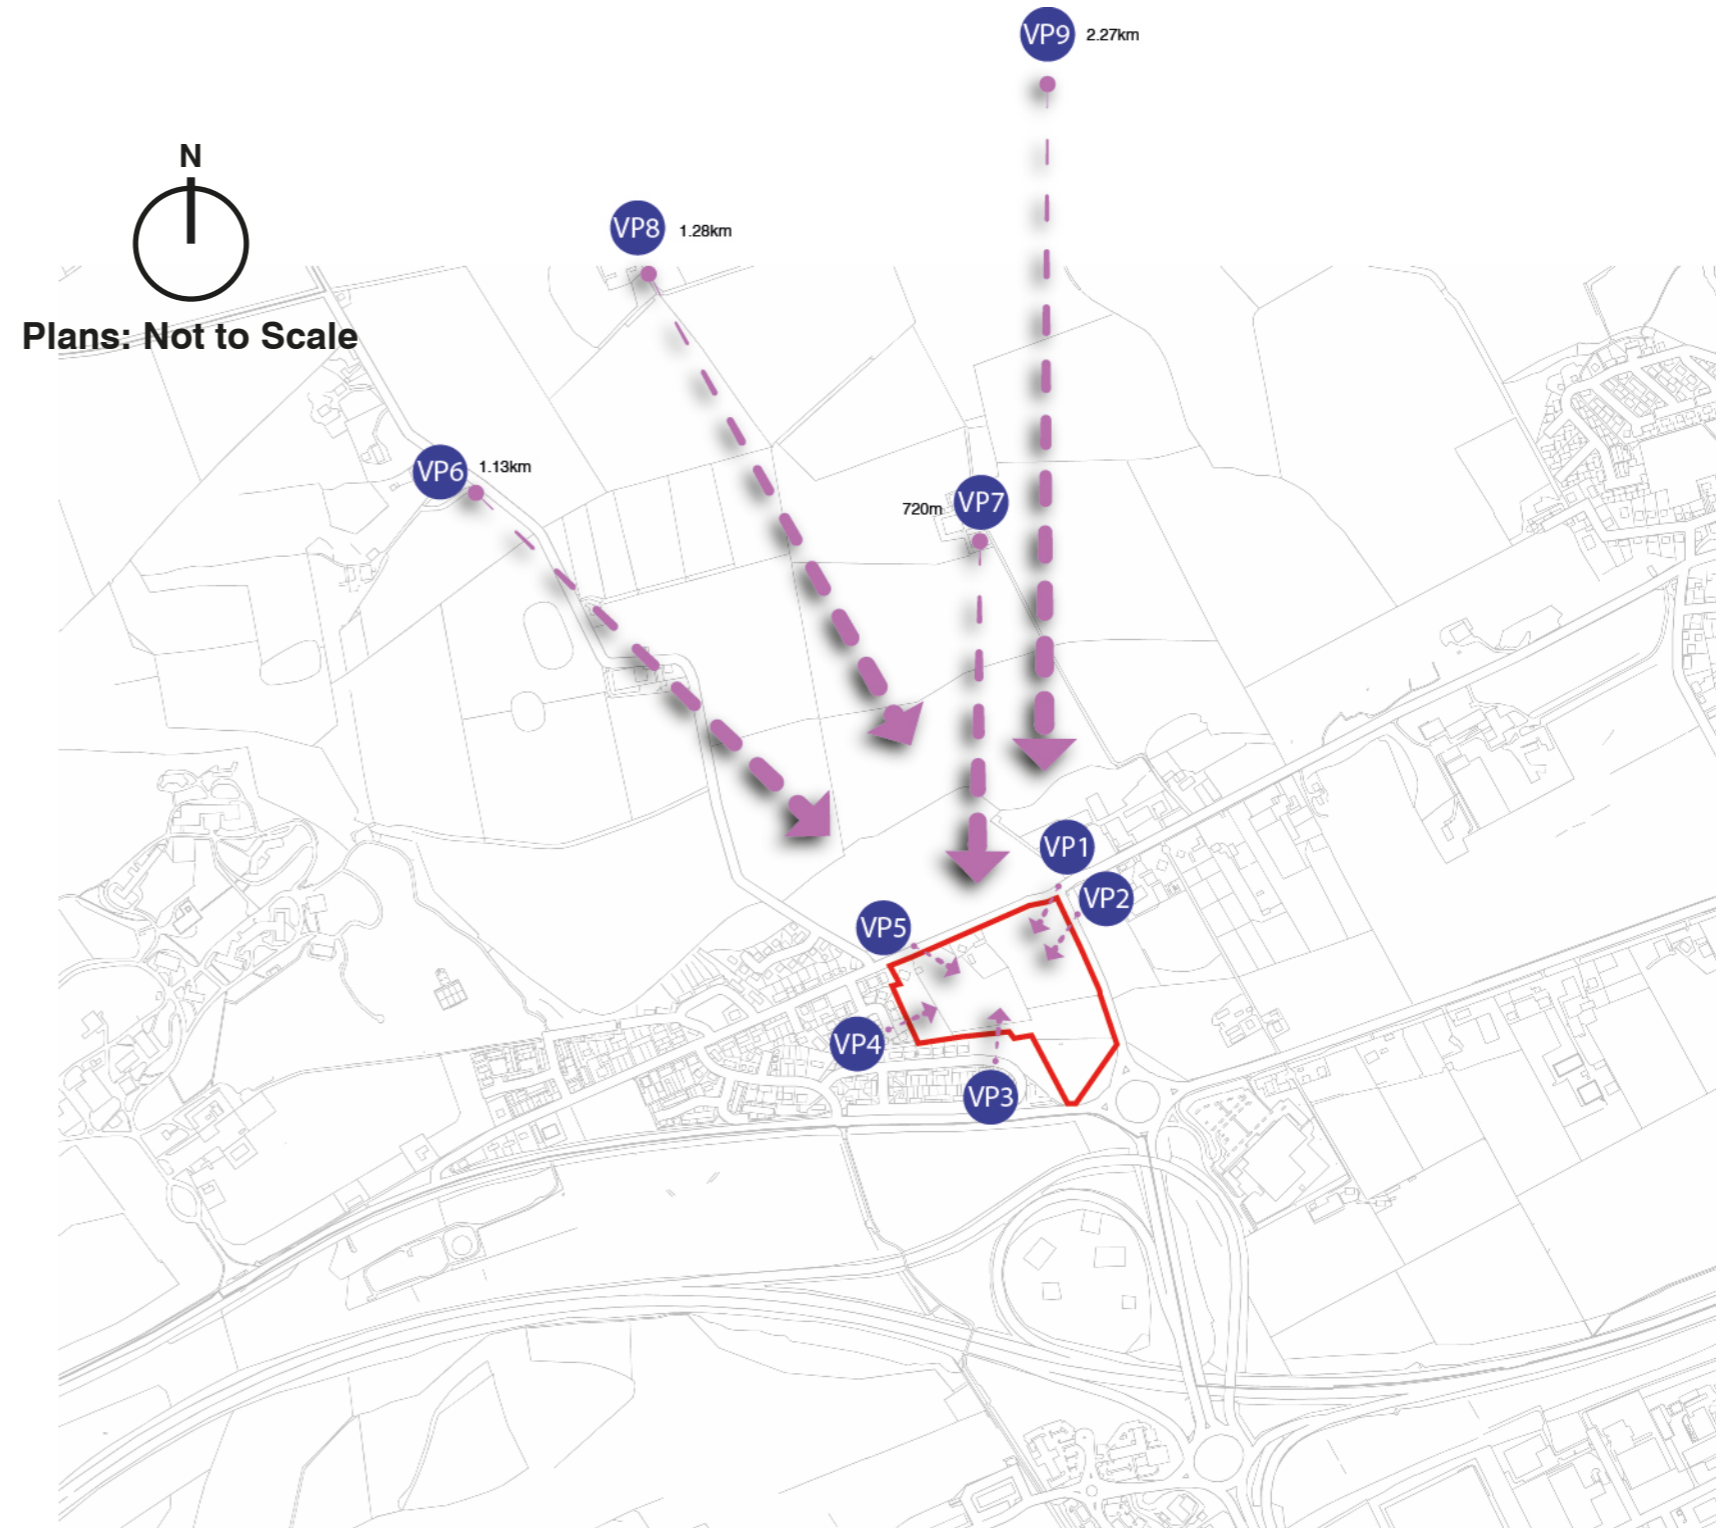 VP9 2.27km
N
VP8 1.28km
Plans: Not to Scale
VP6 1.13km
720m VP7
VP1
VP2
VP5
VP4
VP3